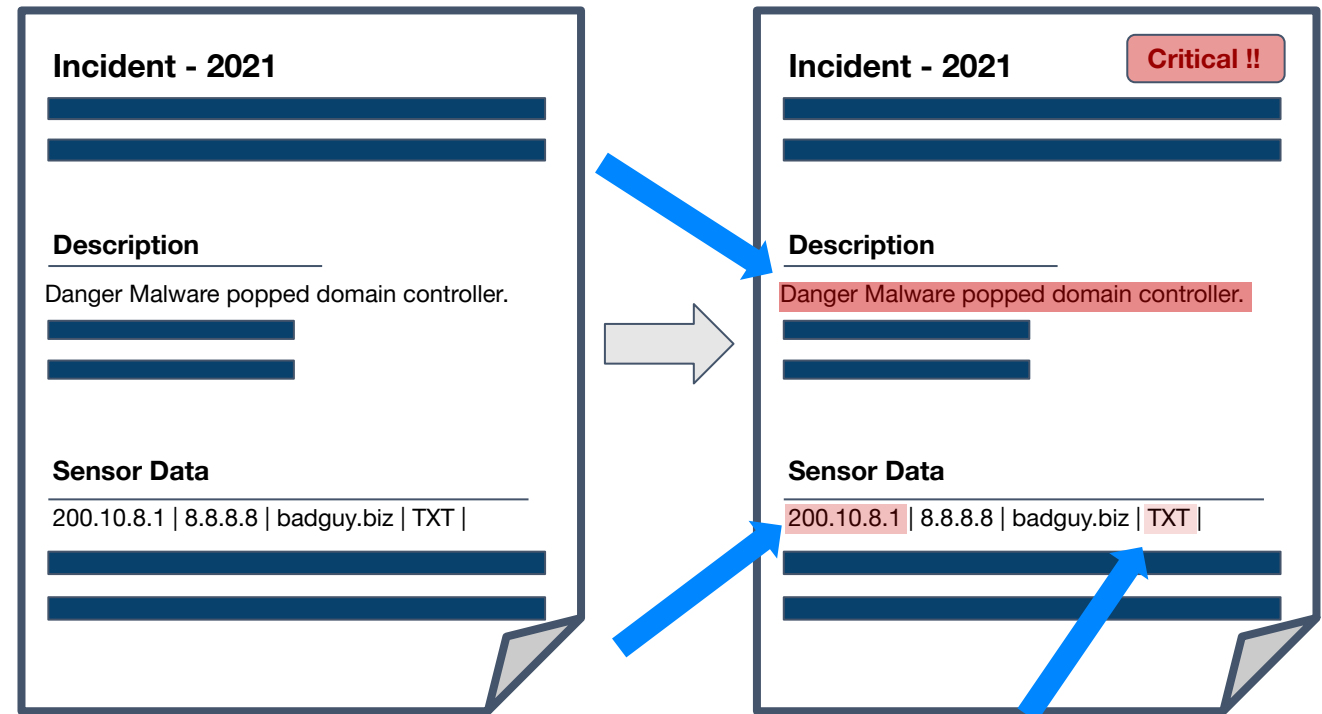 Incident - 2021
Description
Danger Malware popped domain controller.
Sensor Data
200.10.8.1 | 8.8.8.8 | badguy.biz | TXT |
Incident - 2021
Critical !!
Description
Danger Malware popped domain controller.
Sensor Data
200.10.8.1 | 8.8.8.8 | badguy.biz | TXT |